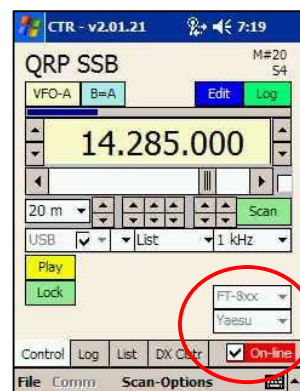 CTR - v2.01.21 7:19
QRP SSB
M#20
S4
VFO-A B=A Edit Log
14.285.000
20 m Scan
USB List 1 kHz
Play
Lock
FT-8xx
Yaesu
Control Log List DX Clstr On-line
File Comm Scan-Options